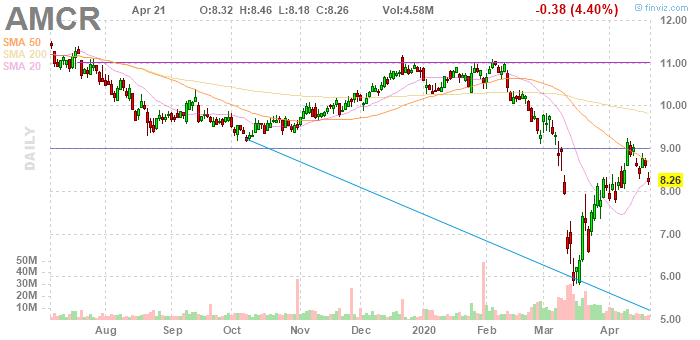 © finviz.com
AMCR
Apr 21 O:8.32 H:8.46 L:8.18 C:8.26 Vol:4.58M
-0.38 (4.40%)
SMA 50
SMA 200
SMA 20
DAILY
12.00
11.00
10.00
9.00
8.26
8.00
7.00
6.00
5.00
50M
40M
30M
20M
10M
Aug Sep Oct Nov Dec 2020 Feb Mar Apr